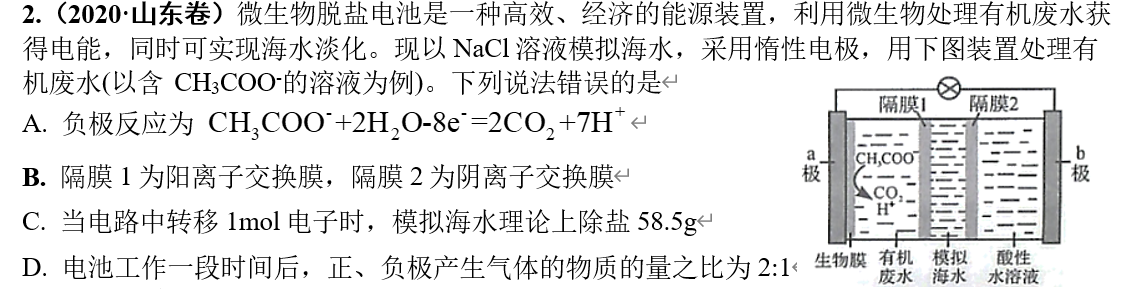 2.（2020·山东卷）微生物脱盐电池是一种高效、经济的能源装置，利用微生物处理有机废水获
得电能，同时可实现海水淡化。现以 NaCl 溶液模拟海水，采用惰性电极，用下图装置处理有
机废水(以含 CH₃COO⁻的溶液为例)。下列说法错误的是↵
A. 负极反应为 CH₃COO⁻+2H₂O-8e⁻=2CO₂+7H⁺ ↵
B. 隔膜 1 为阳离子交换膜，隔膜 2 为阴离子交换膜↵
C. 当电路中转移 1mol 电子时，模拟海水理论上除盐 58.5g↵
D. 电池工作一段时间后，正、负极产生气体的物质的量之比为 2:1↵
隔膜1 隔膜2
a
极
CH₃COO⁻
CO₂
H⁺
b
极
生物膜 有机 模拟 酸性
废水 海水 水溶液